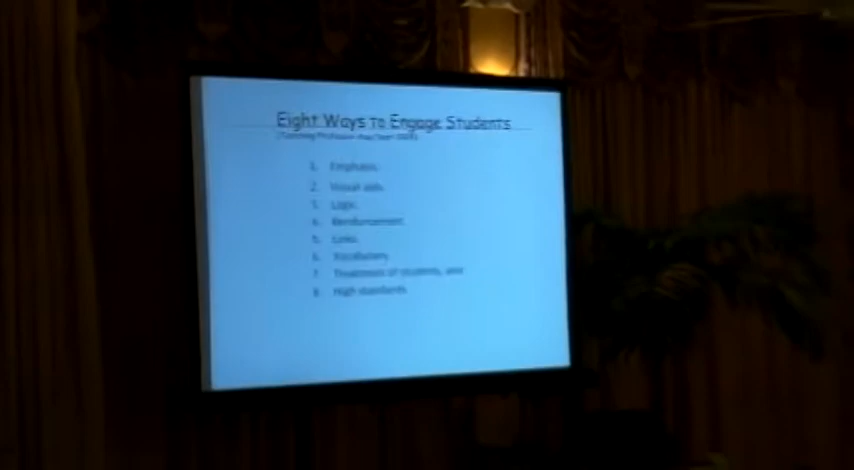 Eight Ways To Engage Students
1. Emphasis
2. Visual aids
3. Logic
4. Reinforcement
5. Links
6. Vocabulary
7. Treatment of students, and
8. High standards